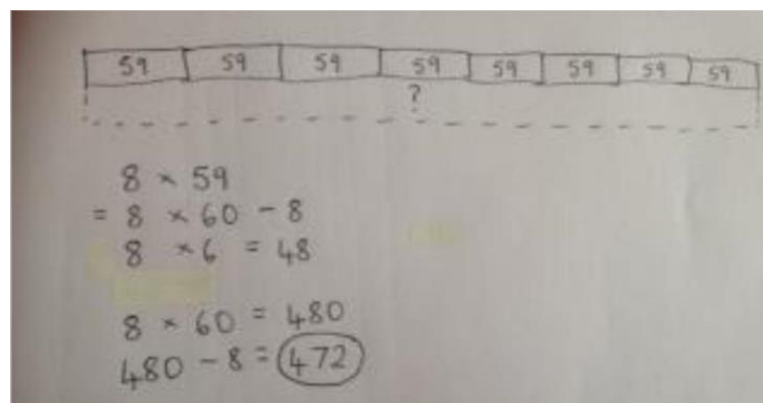 59 59 59 59 59 59 59 59
?
8 × 59
= 8 × 60 - 8
8 × 6 = 48
8 × 60 = 480
480 - 8 = 472